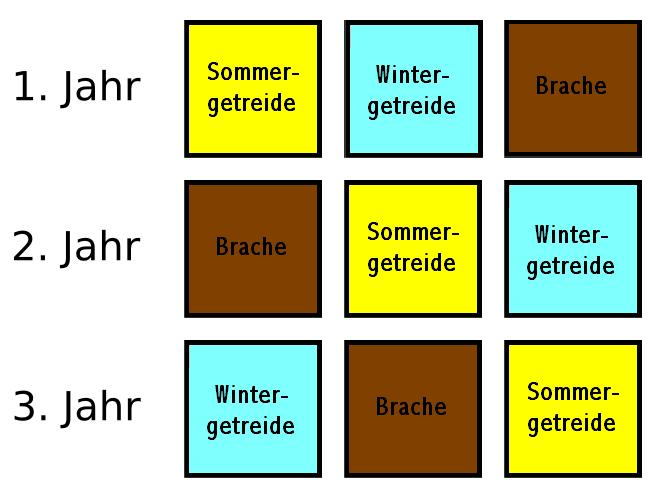 1. Jahr
Sommer-
getreide
Winter-
getreide
Brache
2. Jahr
Brache
Sommer-
getreide
Winter-
getreide
3. Jahr
Winter-
getreide
Brache
Sommer-
getreide